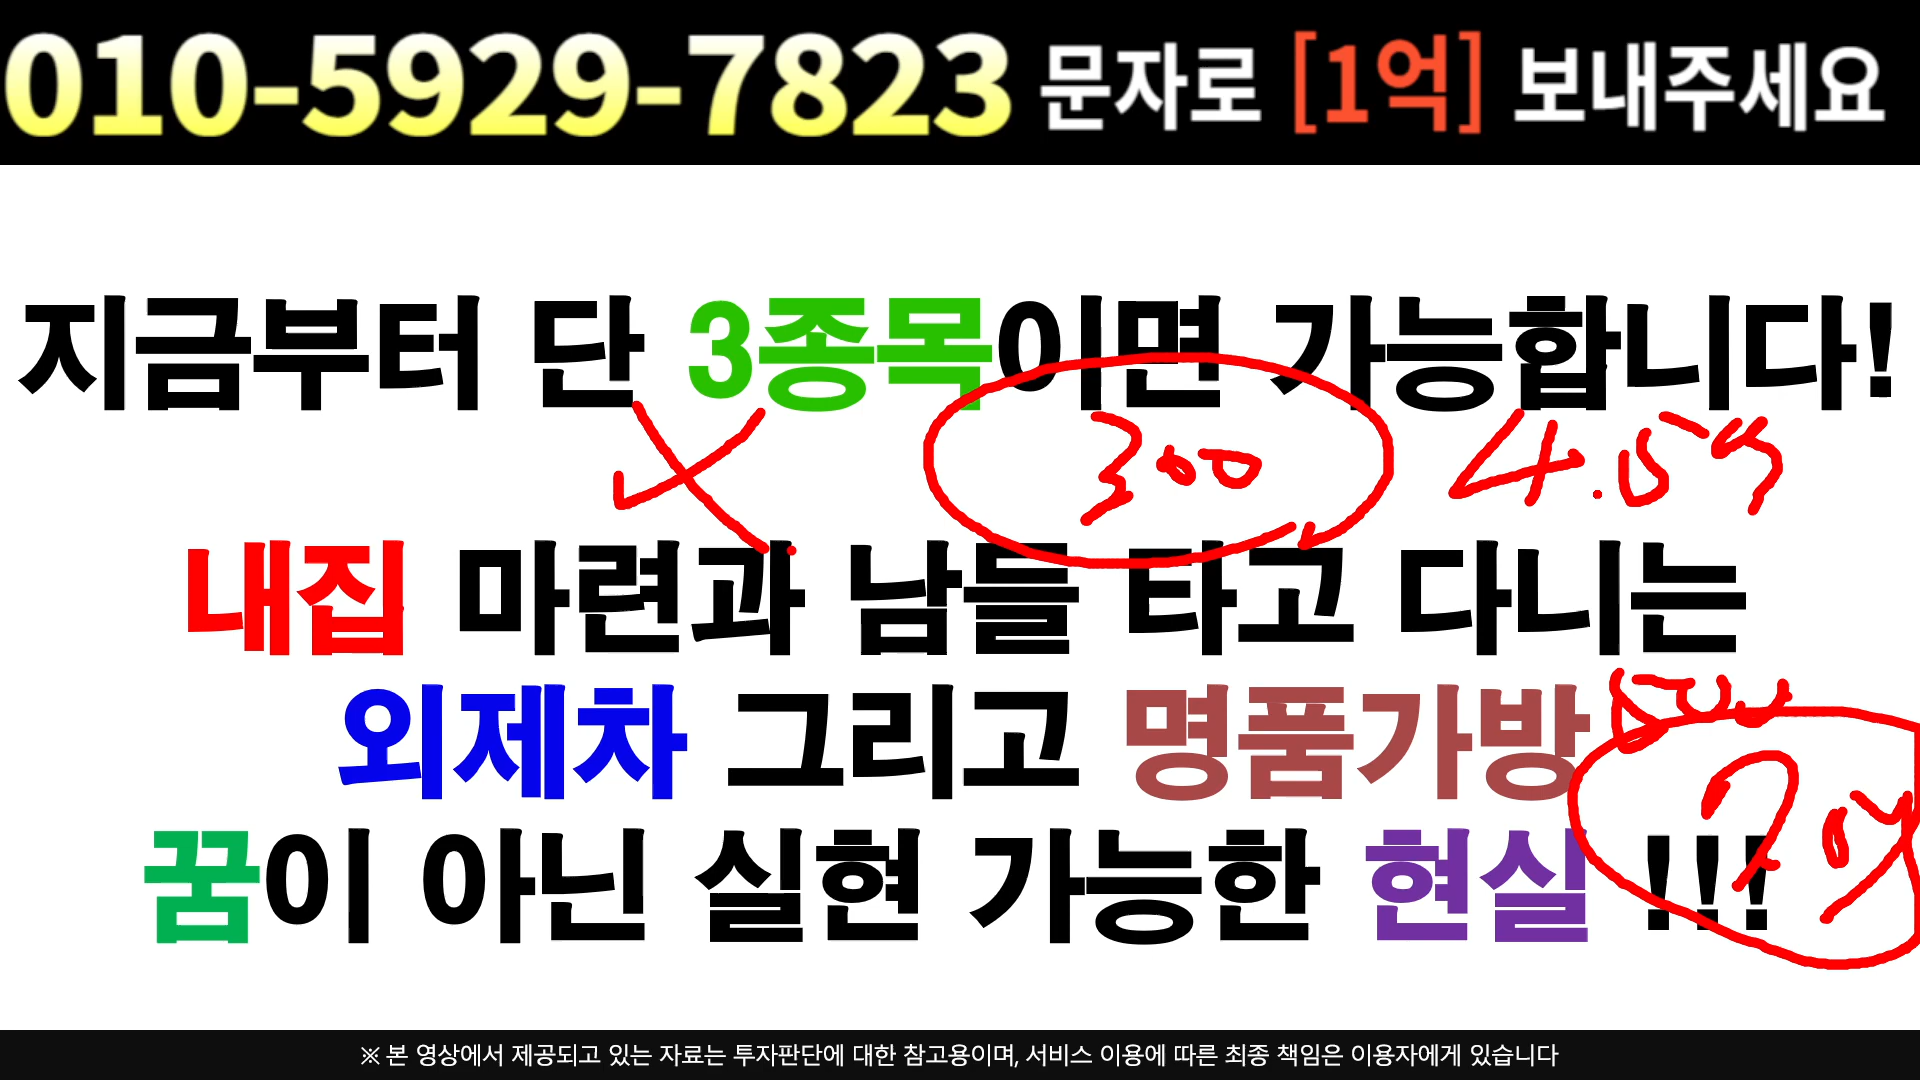 010-5929-7823 문자로 [1억] 보내주세요
지금부터 단 3종목이면 가능합니다!
300 4.5억
내집 마련과 남들 타고 다니는
외제차 그리고 명품가방
꿈이 아닌 실현 가능한 현실 !!!
※ 본 영상에서 제공되고 있는 자료는 투자판단에 대한 참고용이며, 서비스 이용에 따른 최종 책임은 이용자에게 있습니다